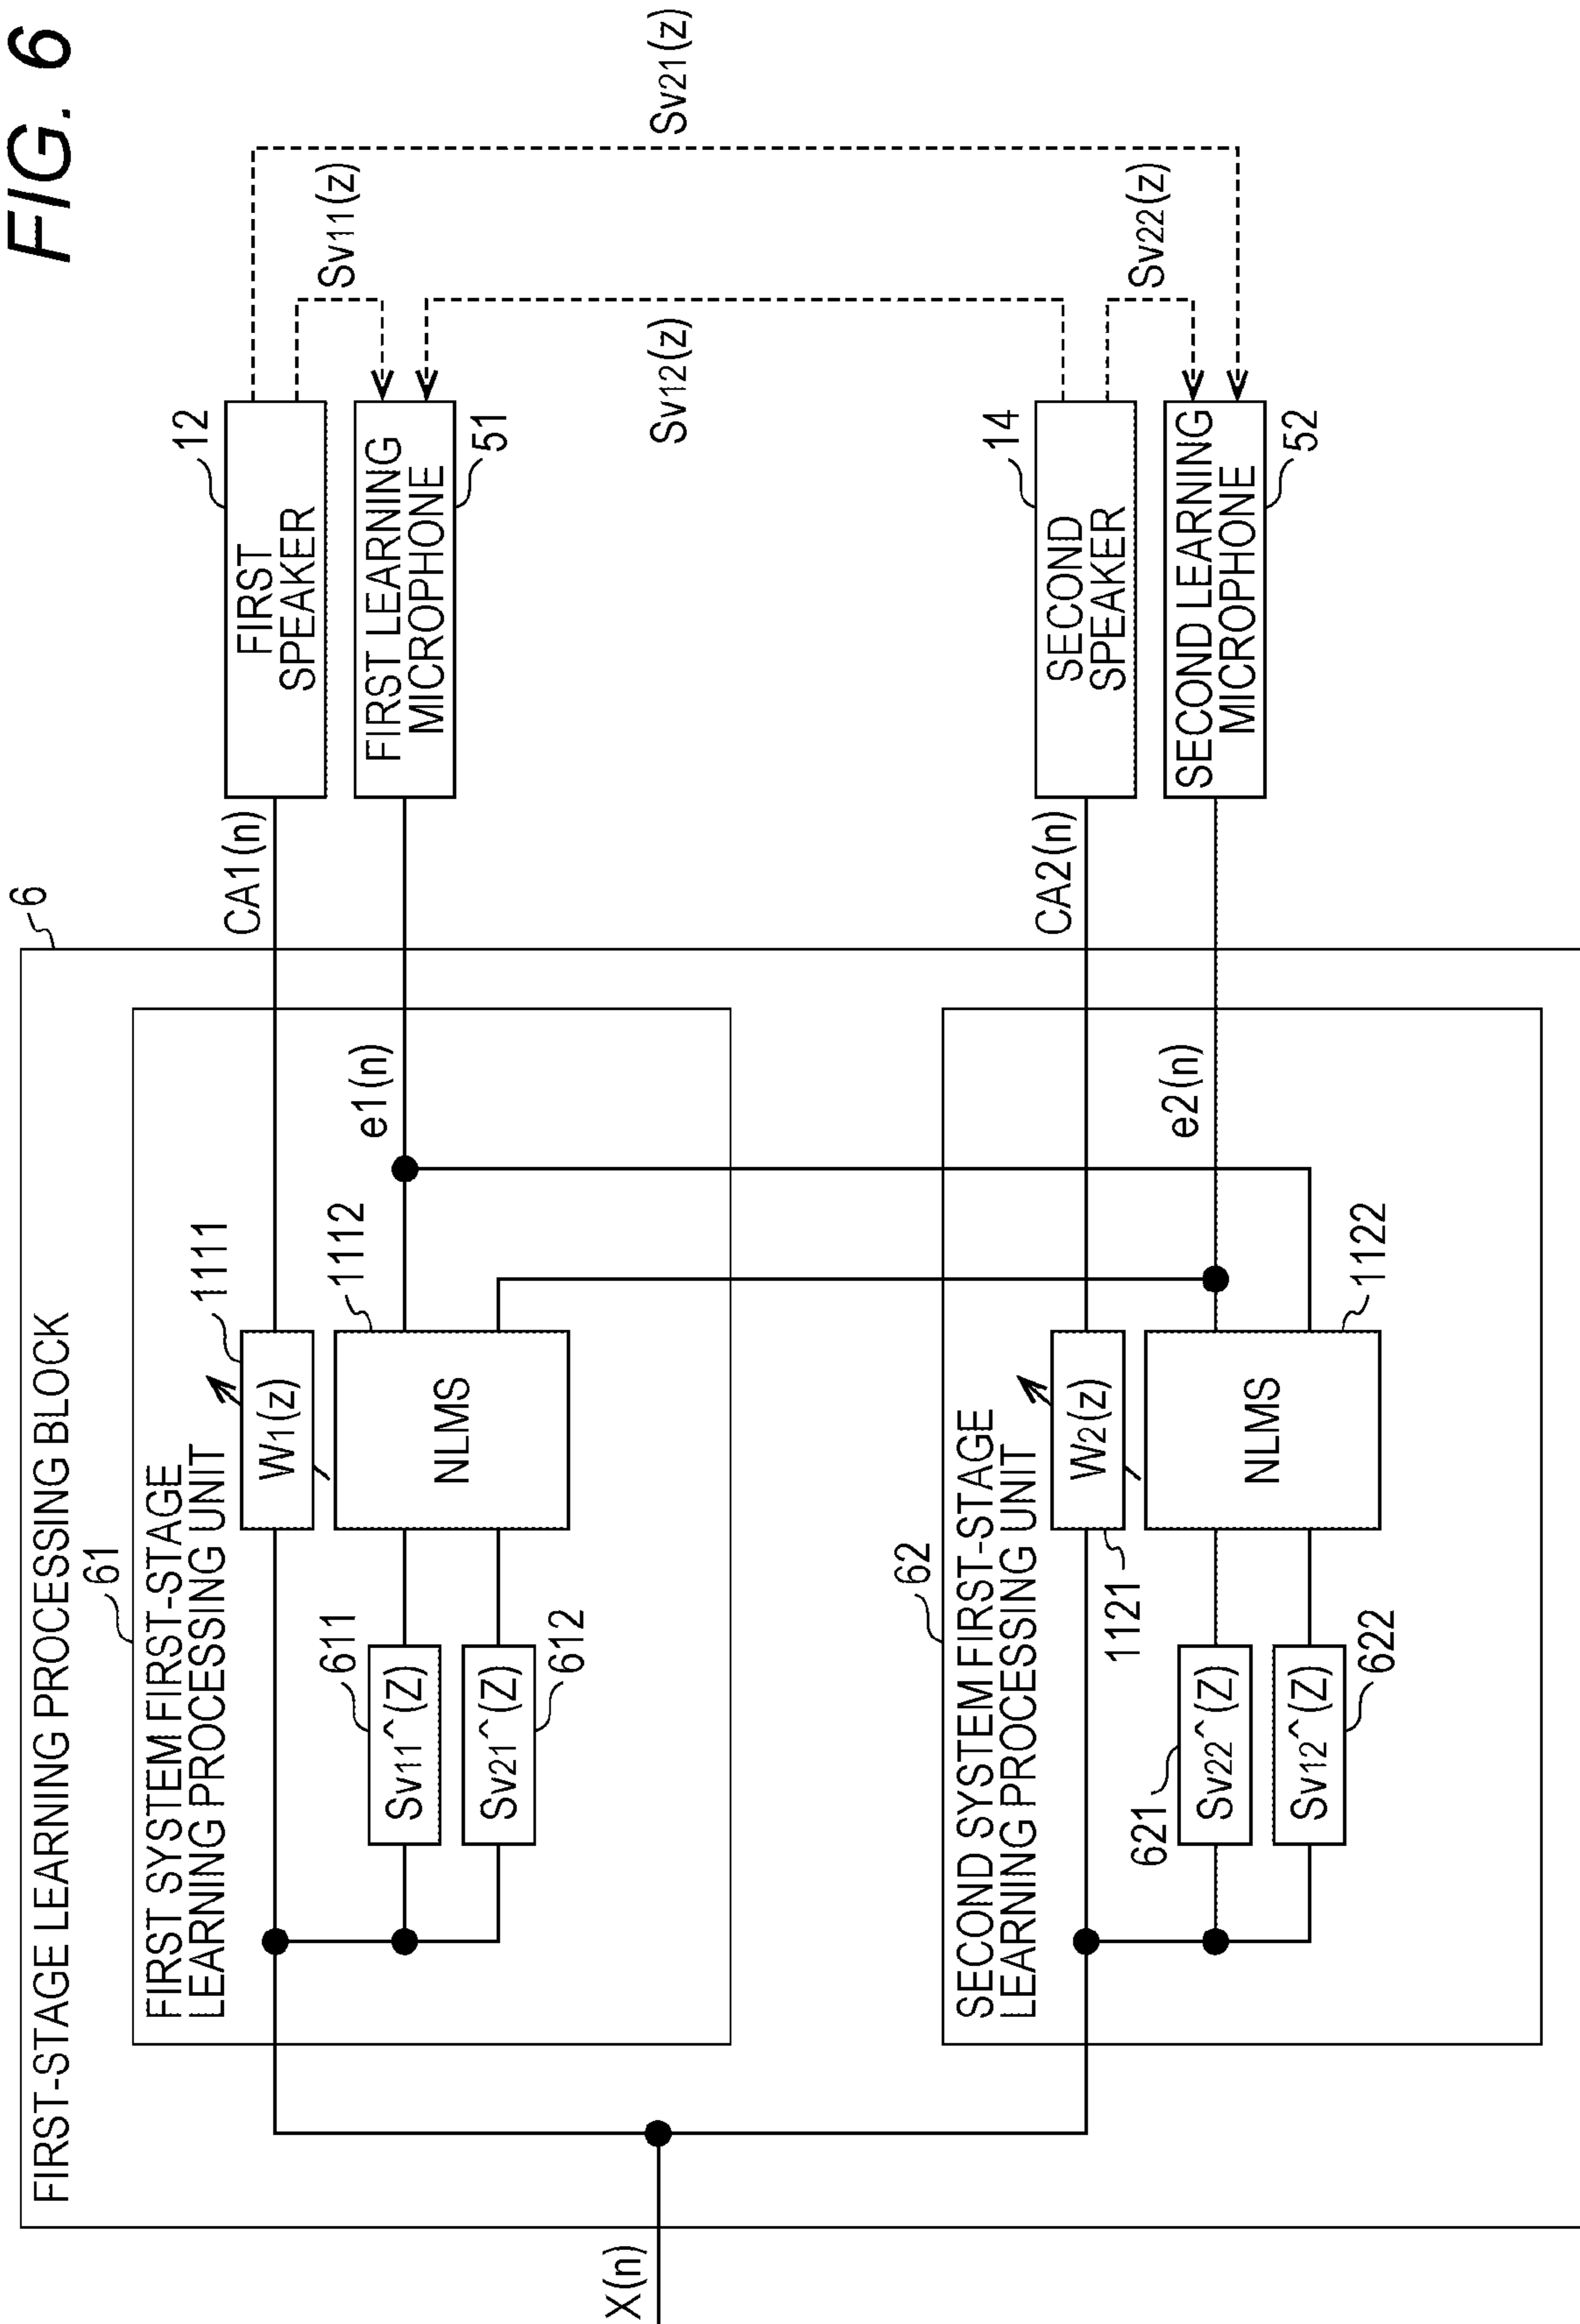 FIG. 6
FIRST-STAGE LEARNING PROCESSING BLOCK
6
61
FIRST SYSTEM FIRST-STAGE
LEARNING PROCESSING UNIT
W1(z)
1111
NLMS
1112
611
Sv11^(Z)
Sv21^(Z)
612
e1(n)
CA1(n)
12
FIRST
SPEAKER
FIRST LEARNING
MICROPHONE
51
Sv11(z)
Sv21(z)
Sv12(z)
X(n)
62
SECOND SYSTEM FIRST-STAGE
LEARNING PROCESSING UNIT
W2(z)
1121
NLMS
1122
621
Sv22^(Z)
Sv12^(Z)
622
e2(n)
CA2(n)
14
SECOND
SPEAKER
SECOND LEARNING
MICROPHONE
52
Sv22(z)